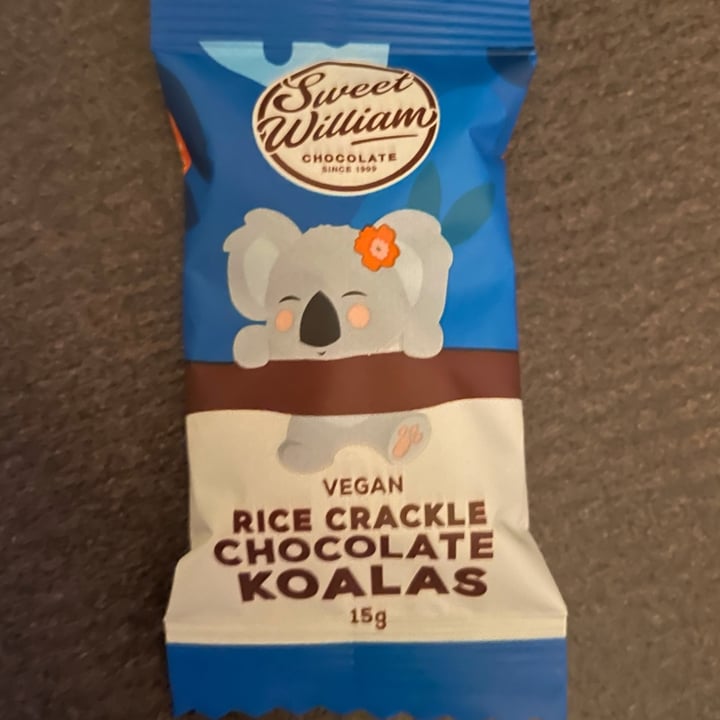 Sweet
William
CHOCOLATE
SINCE 1999
VEGAN
RICE CRACKLE
CHOCOLATE
KOALAS
15g